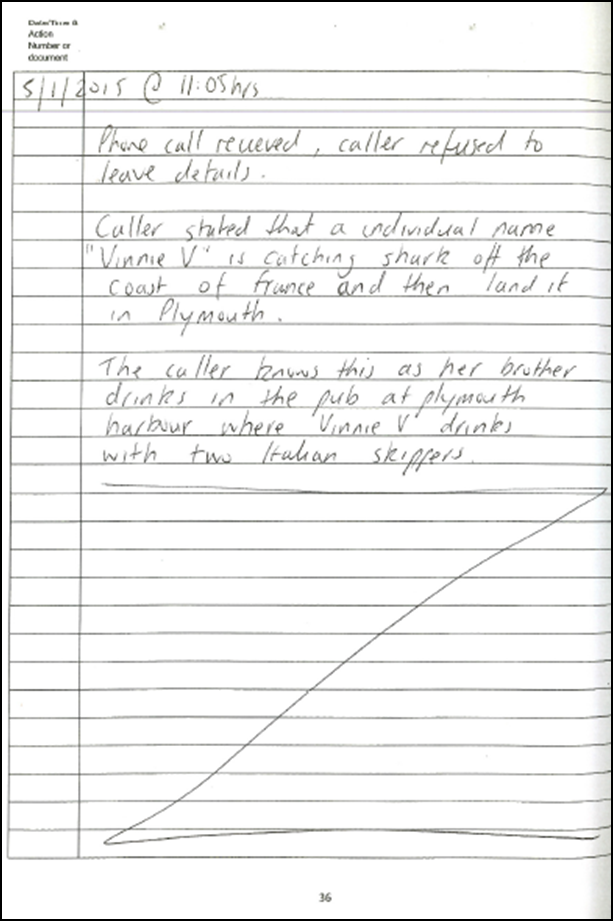 Date/Time &
Action
Number or
document
5/1/2015 @ 11:05hrs
Phone call recieved, caller refused to
leave details.
Caller stated that a individual name
"Vinnie V" is catching shark off the
coast of france and then land it
in Plymouth.
The caller knows this as her brother
drinks in the pub at plymouth
harbour where Vinnie V drinks
with two Italian skippers.
36